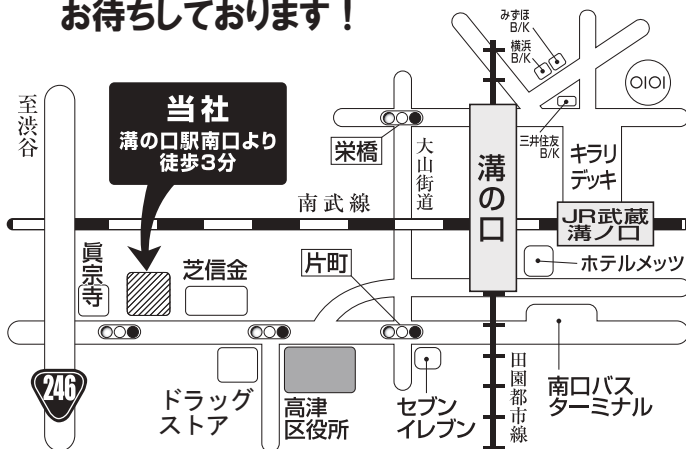 お待ちしております！
みずほ
B/K
横浜
B/K
0101
至渋谷
当社
溝の口駅南口より
徒歩3分
栄橋
大山街道
溝の口
三井住友
B/K
キラリ
デッキ
南武線
JR武蔵
溝ノ口
眞宗寺
芝信金
片町
ホテルメッツ
246
ドラッグ
ストア
高津
区役所
セブン
イレブン
田園都市線
南口バス
ターミナル